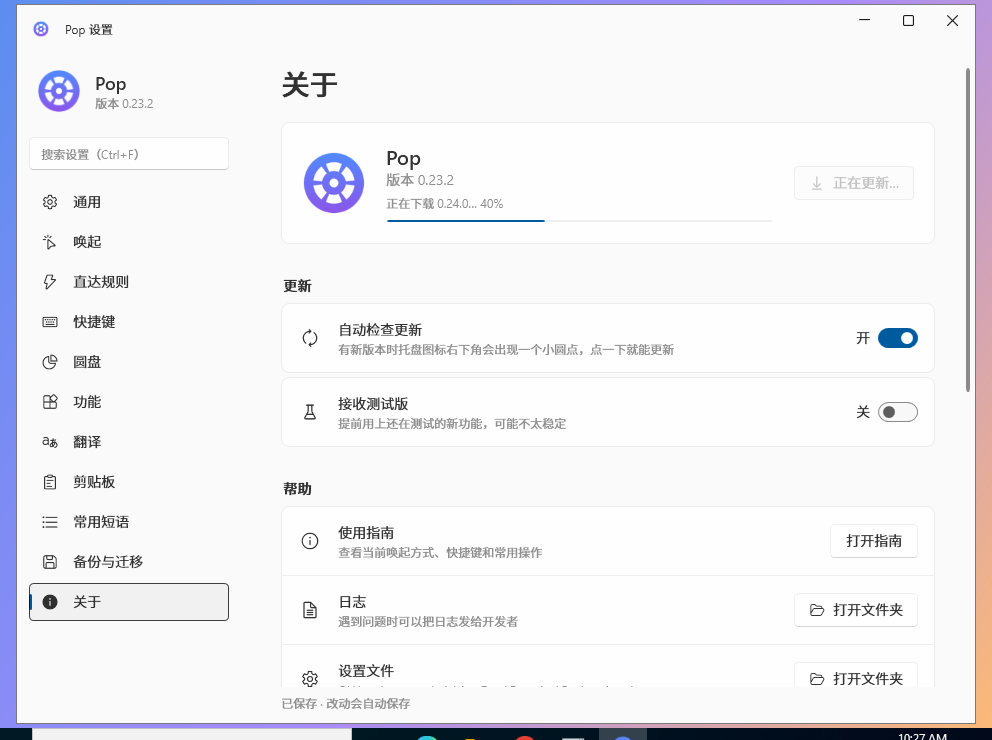 Pop 设置
Pop
版本 0.23.2
搜索设置（Ctrl+F）
通用
唤起
直达规则
快捷键
圆盘
功能
翻译
剪贴板
常用短语
备份与迁移
关于
关于
Pop
版本 0.23.2
正在下载 0.24.0... 40%
正在更新...
更新
自动检查更新
有新版本时托盘图标右下角会出现一个小圆点，点一下就能更新
开
接收测试版
提前用上还在测试的新功能，可能不太稳定
关
帮助
使用指南
查看当前唤起方式、快捷键和常用操作
打开指南
日志
遇到问题时可以把日志发给开发者
打开文件夹
设置文件
打开文件夹
已保存 · 改动会自动保存
10:27 AM